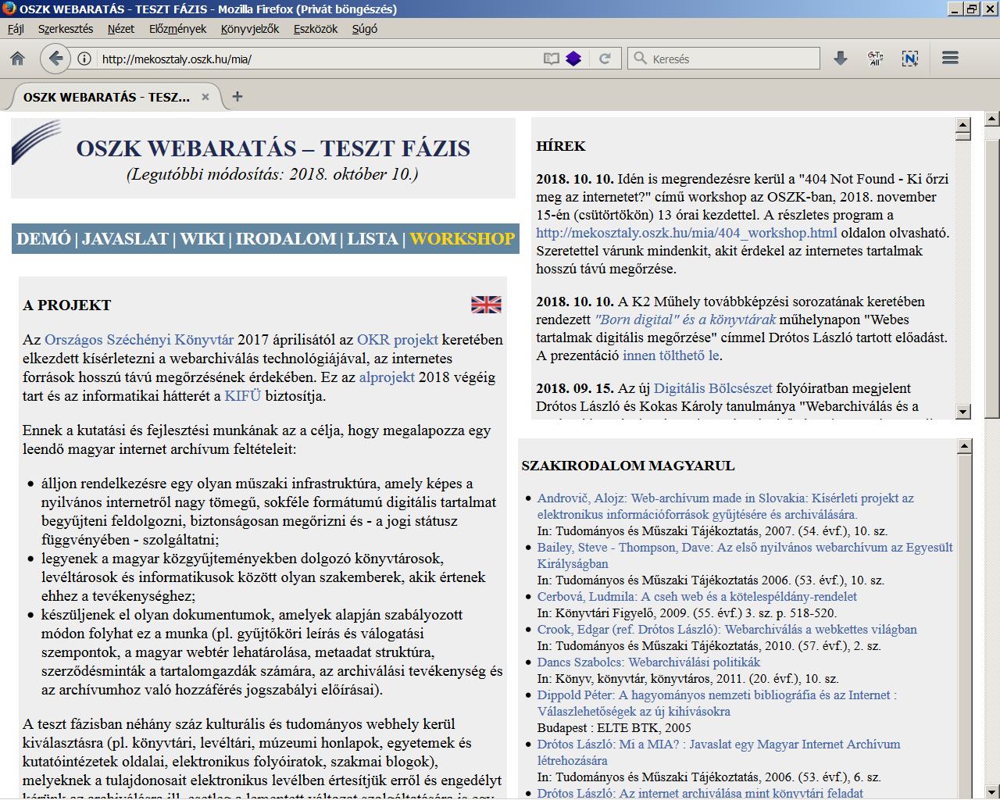 OSZK WEBARATÁS - TESZT FÁZIS - Mozilla Firefox (Privát böngészés)
Fájl Szerkesztés Nézet Előzmények Könyvjelzők Eszközök Súgó
http://mekosztaly.oszk.hu/mia/
Keresés
OSZK WEBARATÁS - TESZ...
OSZK WEBARATÁS – TESZT FÁZIS
(Legutóbbi módosítás: 2018. október 10.)
DEMÓ | JAVASLAT | WIKI | IRODALOM | LISTA | WORKSHOP
A PROJEKT
Az Országos Széchényi Könyvtár 2017 áprilisától az OKR projekt keretében
elkezdett kísérletezni a webarchiválás technológiájával, az internetes
források hosszú távú megőrzésének érdekében. Ez az alprojekt 2018 végéig
tart és az informatikai hátterét a KIFÜ biztosítja.
Ennek a kutatási és fejlesztési munkának az a célja, hogy megalapozza egy
leendő magyar internet archívum feltételeit:
álljon rendelkezésre egy olyan műszaki infrastruktúra, amely képes a
nyilvános internetről nagy tömegű, sokféle formátumú digitális tartalmat
begyűjteni feldolgozni, biztonságosan megőrizni és - a jogi státusz
függvényében - szolgáltatni;
legyenek a magyar közgyűjteményekben dolgozó könyvtárosok,
levéltárosok és informatikusok között olyan szakemberek, akik értenek
ehhez a tevékenységhez;
készüljenek el olyan dokumentumok, amelyek alapján szabályozott
módon folyhat ez a munka (pl. gyűjtőköri leírás és válogatási
szempontok, a magyar webtér lehatárolása, metaadat struktúra,
szerződésminták a tartalomgazdák számára, az archiválási tevékenység és
az archívumhoz való hozzáférés jogszabályi előírásai).
A teszt fázisban néhány száz kulturális és tudományos webhely kerül
kiválasztásra (pl. könyvtári, levéltári, múzeumi honlapok, egyetemek és
kutatóintézetek oldalai, elektronikus folyóiratok, szakmai blogok),
melyeknek a tulajdonosait elektronikus levélben értesítjük erről és engedélyt
kérünk az archiválásra ill. esetleg a lementett változat szolgáltatására is egy
HÍREK
2018. 10. 10. Idén is megrendezésre kerül a "404 Not Found - Ki őrzi
meg az internetet?" című workshop az OSZK-ban, 2018. november
15-én (csütörtökön) 13 órai kezdettel. A részletes program a
http://mekosztaly.oszk.hu/mia/404_workshop.html oldalon olvasható.
Szeretettel várunk mindenkit, akit érdekel az internetes tartalmak
hosszú távú megőrzése.
2018. 10. 10. A K2 Műhely továbbképzési sorozatának keretében
rendezett "Born digital" és a könyvtárak műhelynapon "Webes
tartalmak digitális megőrzése" címmel Drótos László tartott előadást.
A prezentáció innen tölthető le.
2018. 09. 15. Az új Digitális Bölcsészet folyóiratban megjelent
Drótos László és Kokas Károly tanulmánya "Webarchiválás és a
SZAKIRODALOM MAGYARUL
Androvič, Alojz: Web-archívum made in Slovakia: Kísérleti projekt az
elektronikus információforrások gyűjtésére és archiválására.
In: Tudományos és Műszaki Tájékoztatás, 2007. (54. évf.), 10. sz.
Bailey, Steve - Thompson, Dave: Az első nyilvános webarchívum az Egyesült
Királyságban
In: Tudományos és Műszaki Tájékoztatás 2006. (53. évf.), 10. sz.
Cerbová, Ludmila: A cseh web és a kötelespéldány-rendelet
In: Könyvtári Figyelő, 2009. (55. évf.) 3. sz. p. 518-520.
Crook, Edgar (ref. Drótos László): Webarchiválás a webkettes világban
In: Tudományos és Műszaki Tájékoztatás, 2010. (57. évf.), 2. sz.
Dancs Szabolcs: Webarchiválási politikák
In: Könyv, könyvtár, könyvtáros, 2011. (20. évf.), 10. sz.
Dippold Péter: A hagyományos nemzeti bibliográfia és az Internet :
Válaszlehetőségek az új kihívásokra
Budapest : ELTE BTK, 2005
Drótos László: Mi a MIA? : Javaslat egy Magyar Internet Archívum
létrehozására
In: Tudományos és Műszaki Tájékoztatás, 2006. (53. évf.), 6. sz.
Drótos László: Az internet archiválása mint könyvtári feladat